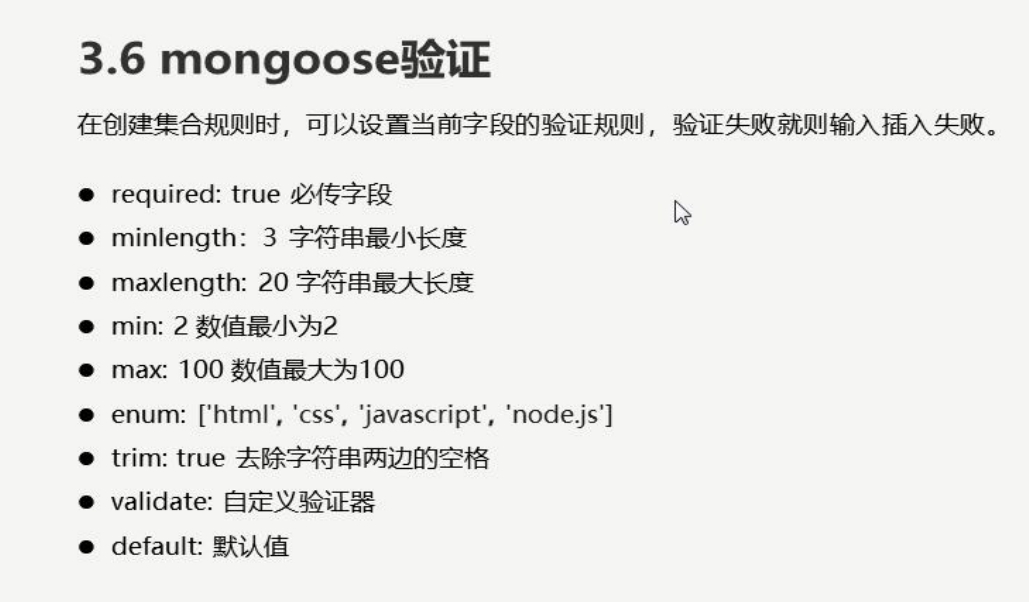 3.6 mongoose验证
在创建集合规则时，可以设置当前字段的验证规则，验证失败就则输入插入失败。
● required: true 必传字段
● minlength：3 字符串最小长度
● maxlength: 20 字符串最大长度
● min: 2 数值最小为2
● max: 100 数值最大为100
● enum: ['html', 'css', 'javascript', 'node.js']
● trim: true 去除字符串两边的空格
● validate: 自定义验证器
● default: 默认值